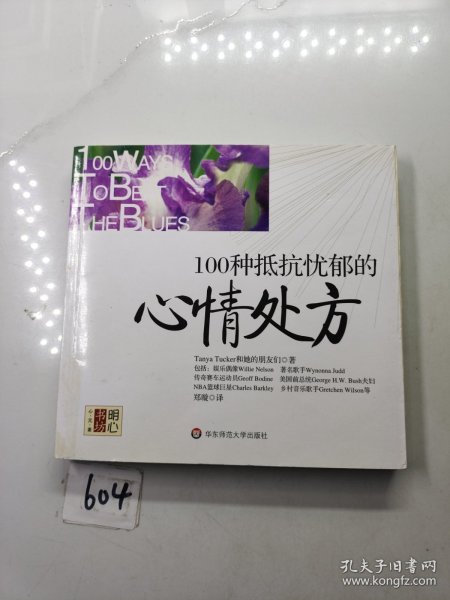 100 WAYS
TO BEAT
THE BLUES
100种抵抗忧郁的
心情处方
Tanya Tucker和她的朋友们◎著
包括：娱乐偶像Willie Nelson 著名歌手Wynonna Judd
传奇赛车运动员Geoff Bodine 美国前总统George H.W. Bush夫妇
NBA篮球巨星Charles Barkley 乡村音乐歌手Gretchen Wilson等
郑璇◎译
明心
书坊
华东师范大学出版社
604
孔夫子旧书网
www.kongfz.com